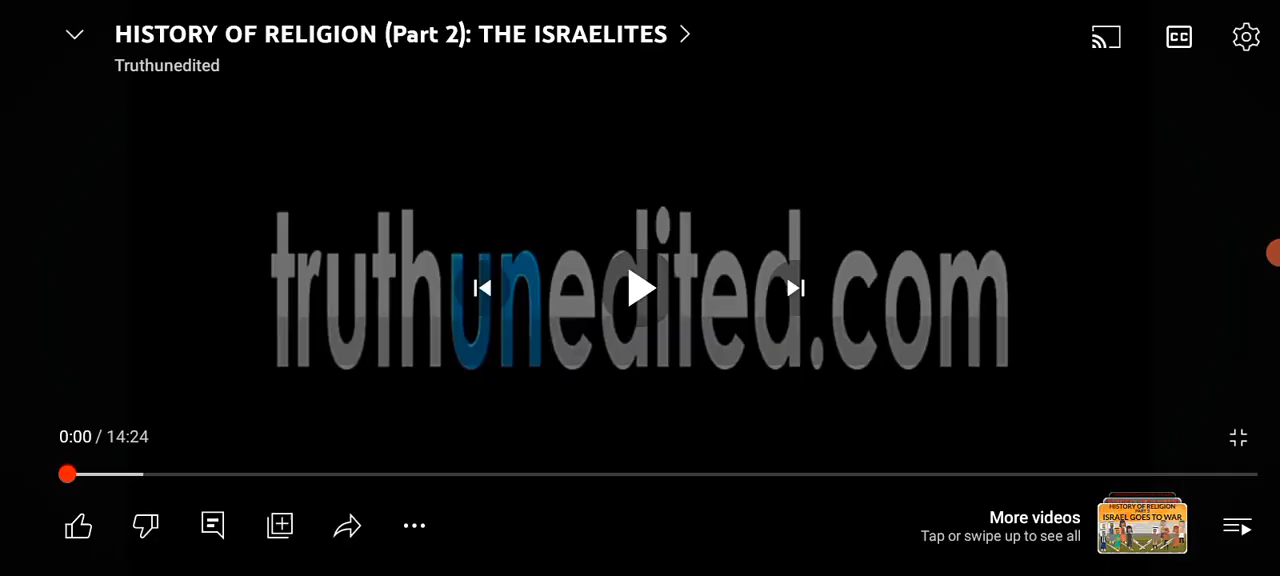 HISTORY OF RELIGION (Part 2): THE ISRAELITES
Truthunedited
CC
truthunedited.com
0:00 / 14:24
More videos
Tap or swipe up to see all
HISTORY OF RELIGION
ISRAEL GOES TO WAR